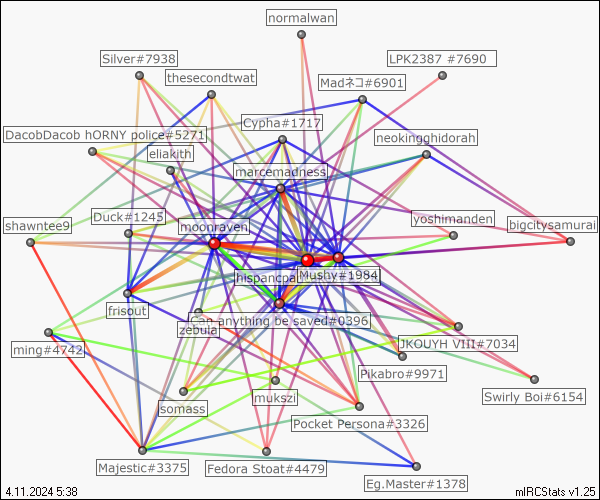 normalwan
Silver#7938
LPK2387 #7690
thesecondtwat
Madネコ#6901
Cypha#1717
DacobDacob hORNY police#5271
neokingghidorah
eliakith
marcemadness
Duck#1245
yoshimanden
shawntee9
moonraven
bigcitysamurai
hispancpa
Mushy#1984
frisout
can anything be saved#0396
zebula
JKOUYH VIII#7034
ming#4742
Pikabro#9971
Swirly Boi#6154
somass
mukszi
Pocket Persona#3326
Majestic#3375
Fedora Stoat#4479
Eg.Master#1378
4.11.2024 5:38
mIRCStats v1.25